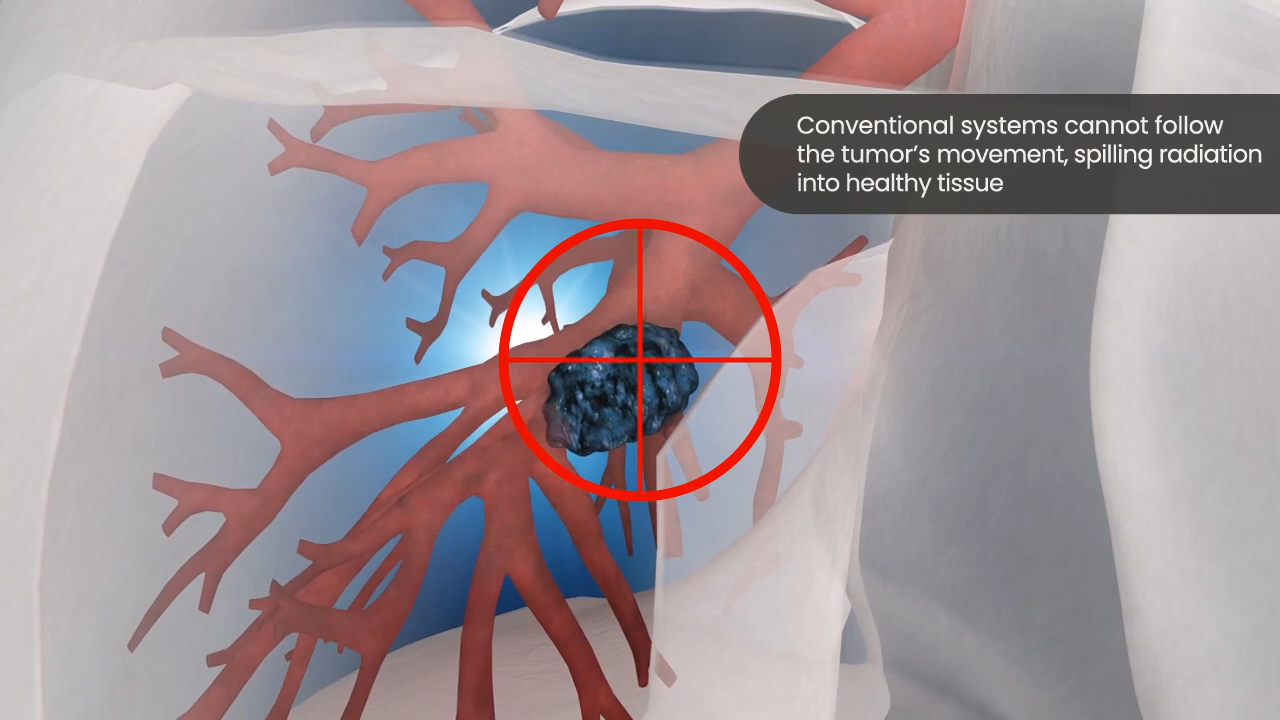 Conventional systems cannot follow
the tumor’s movement, spilling radiation
into healthy tissue